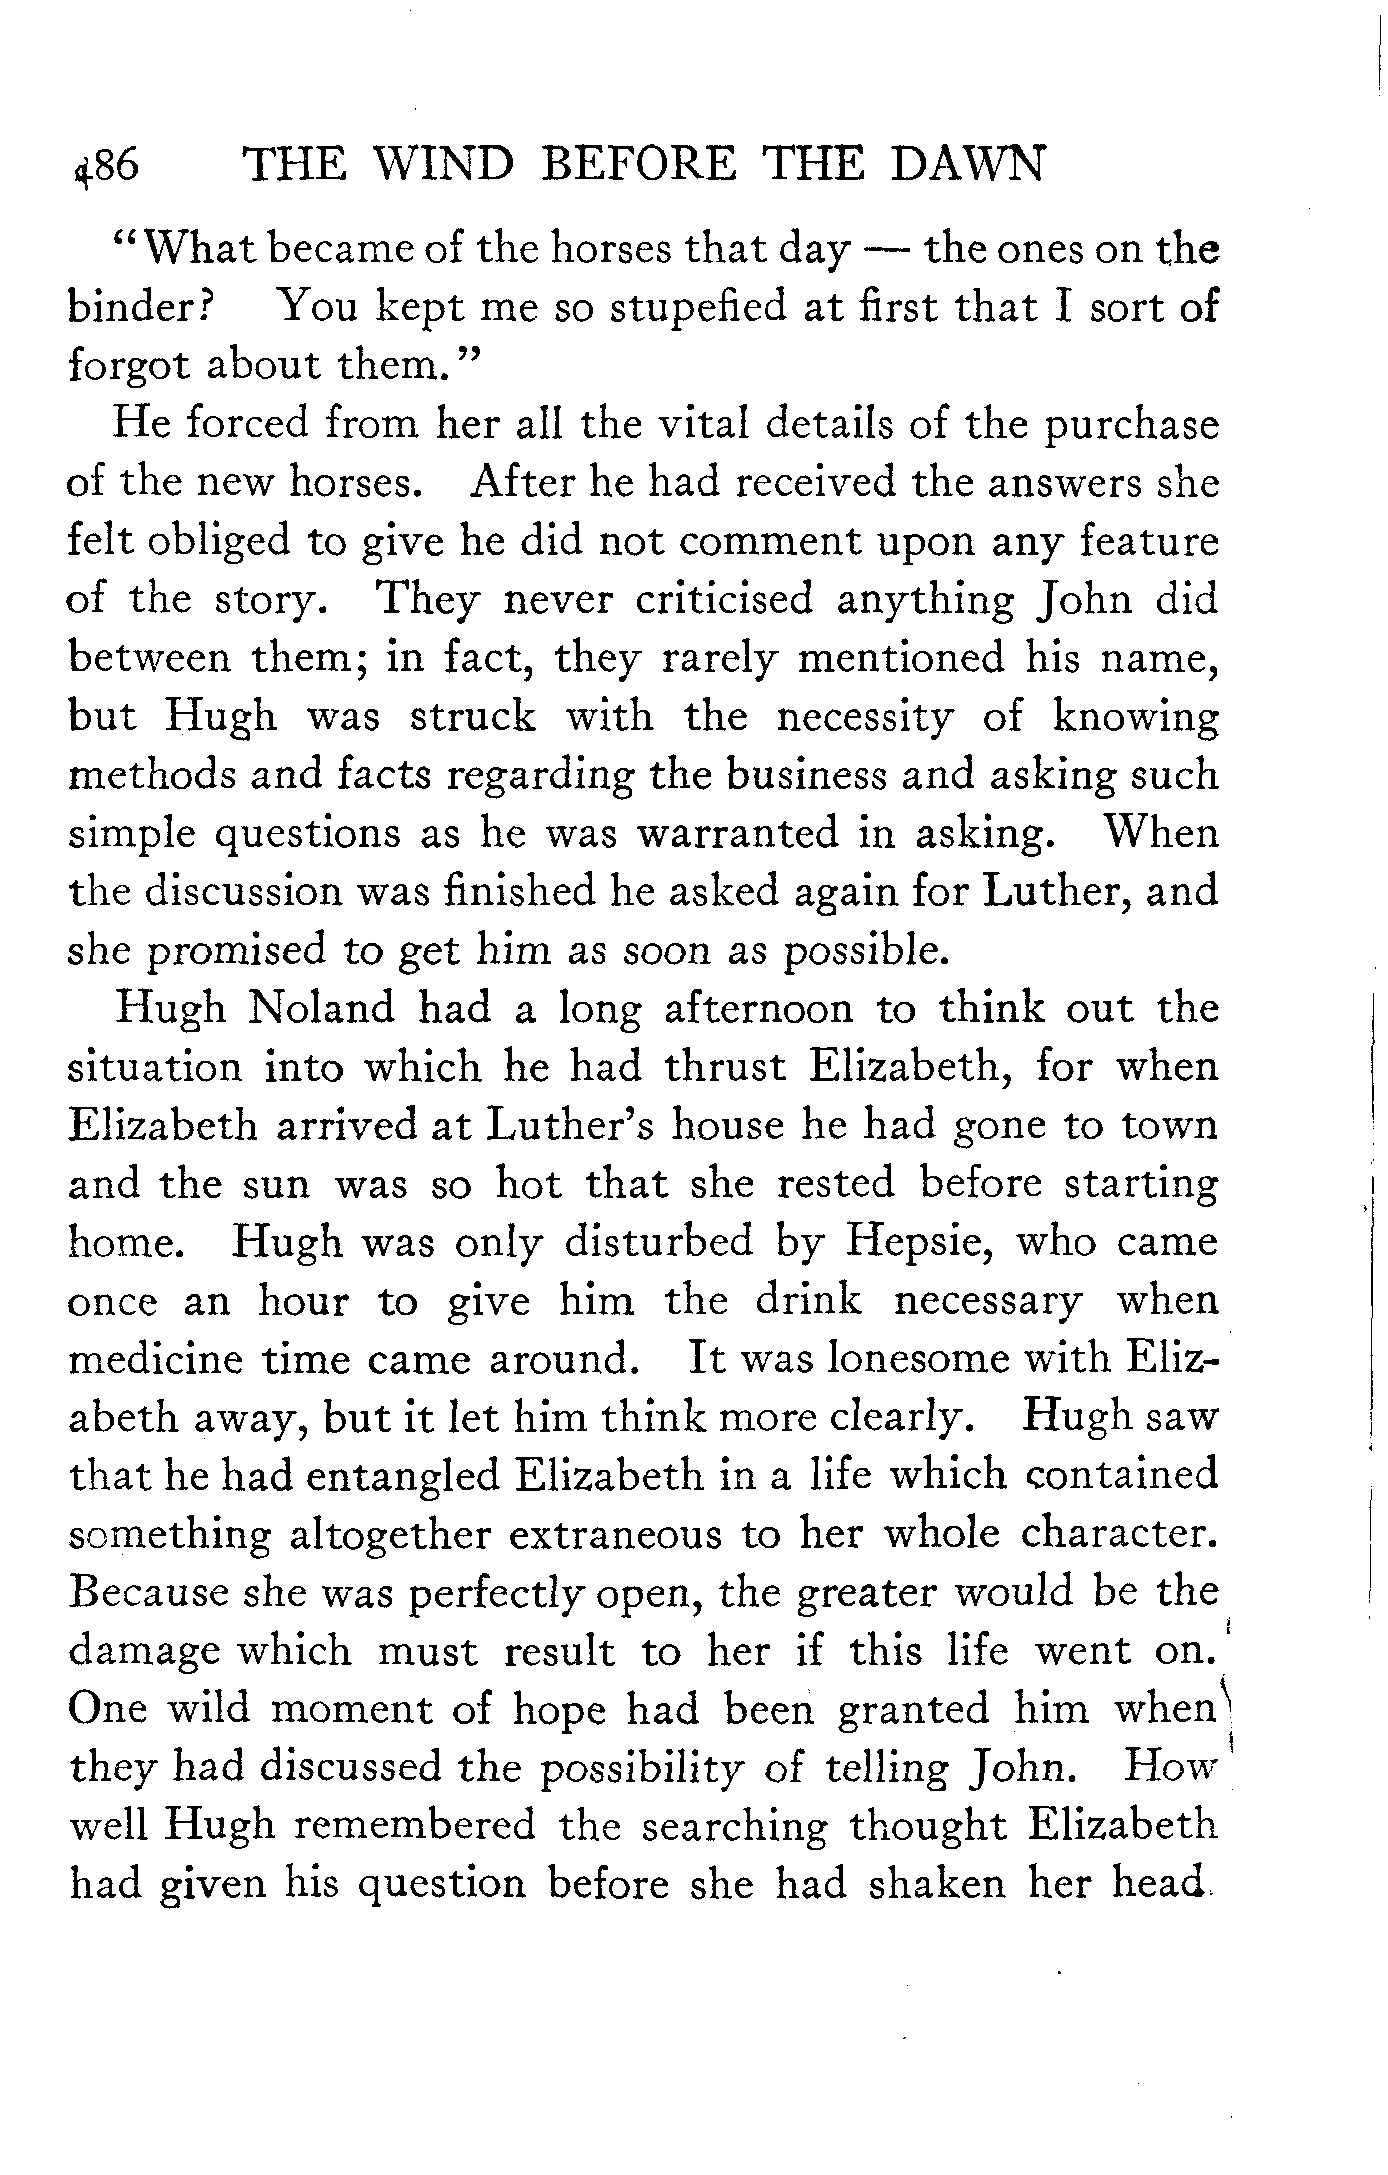 486 THE WIND BEFORE THE DAWN
"What became of the horses that day — the ones on the
binder? You kept me so stupefied at first that I sort of
forgot about them."
He forced from her all the vital details of the purchase
of the new horses. After he had received the answers she
felt obliged to give he did not comment upon any feature
of the story. They never criticised anything John did
between them; in fact, they rarely mentioned his name,
but Hugh was struck with the necessity of knowing
methods and facts regarding the business and asking such
simple questions as he was warranted in asking. When
the discussion was finished he asked again for Luther, and
she promised to get him as soon as possible.
Hugh Noland had a long afternoon to think out the
situation into which he had thrust Elizabeth, for when
Elizabeth arrived at Luther's house he had gone to town
and the sun was so hot that she rested before starting
home. Hugh was only disturbed by Hepsie, who came
once an hour to give him the drink necessary when
medicine time came around. It was lonesome with Eliz-
abeth away, but it let him think more clearly. Hugh saw
that he had entangled Elizabeth in a life which contained
something altogether extraneous to her whole character.
Because she was perfectly open, the greater would be the
damage which must result to her if this life went on.
One wild moment of hope had been granted him when
they had discussed the possibility of telling John. How
well Hugh remembered the searching thought Elizabeth
had given his question before she had shaken her head.